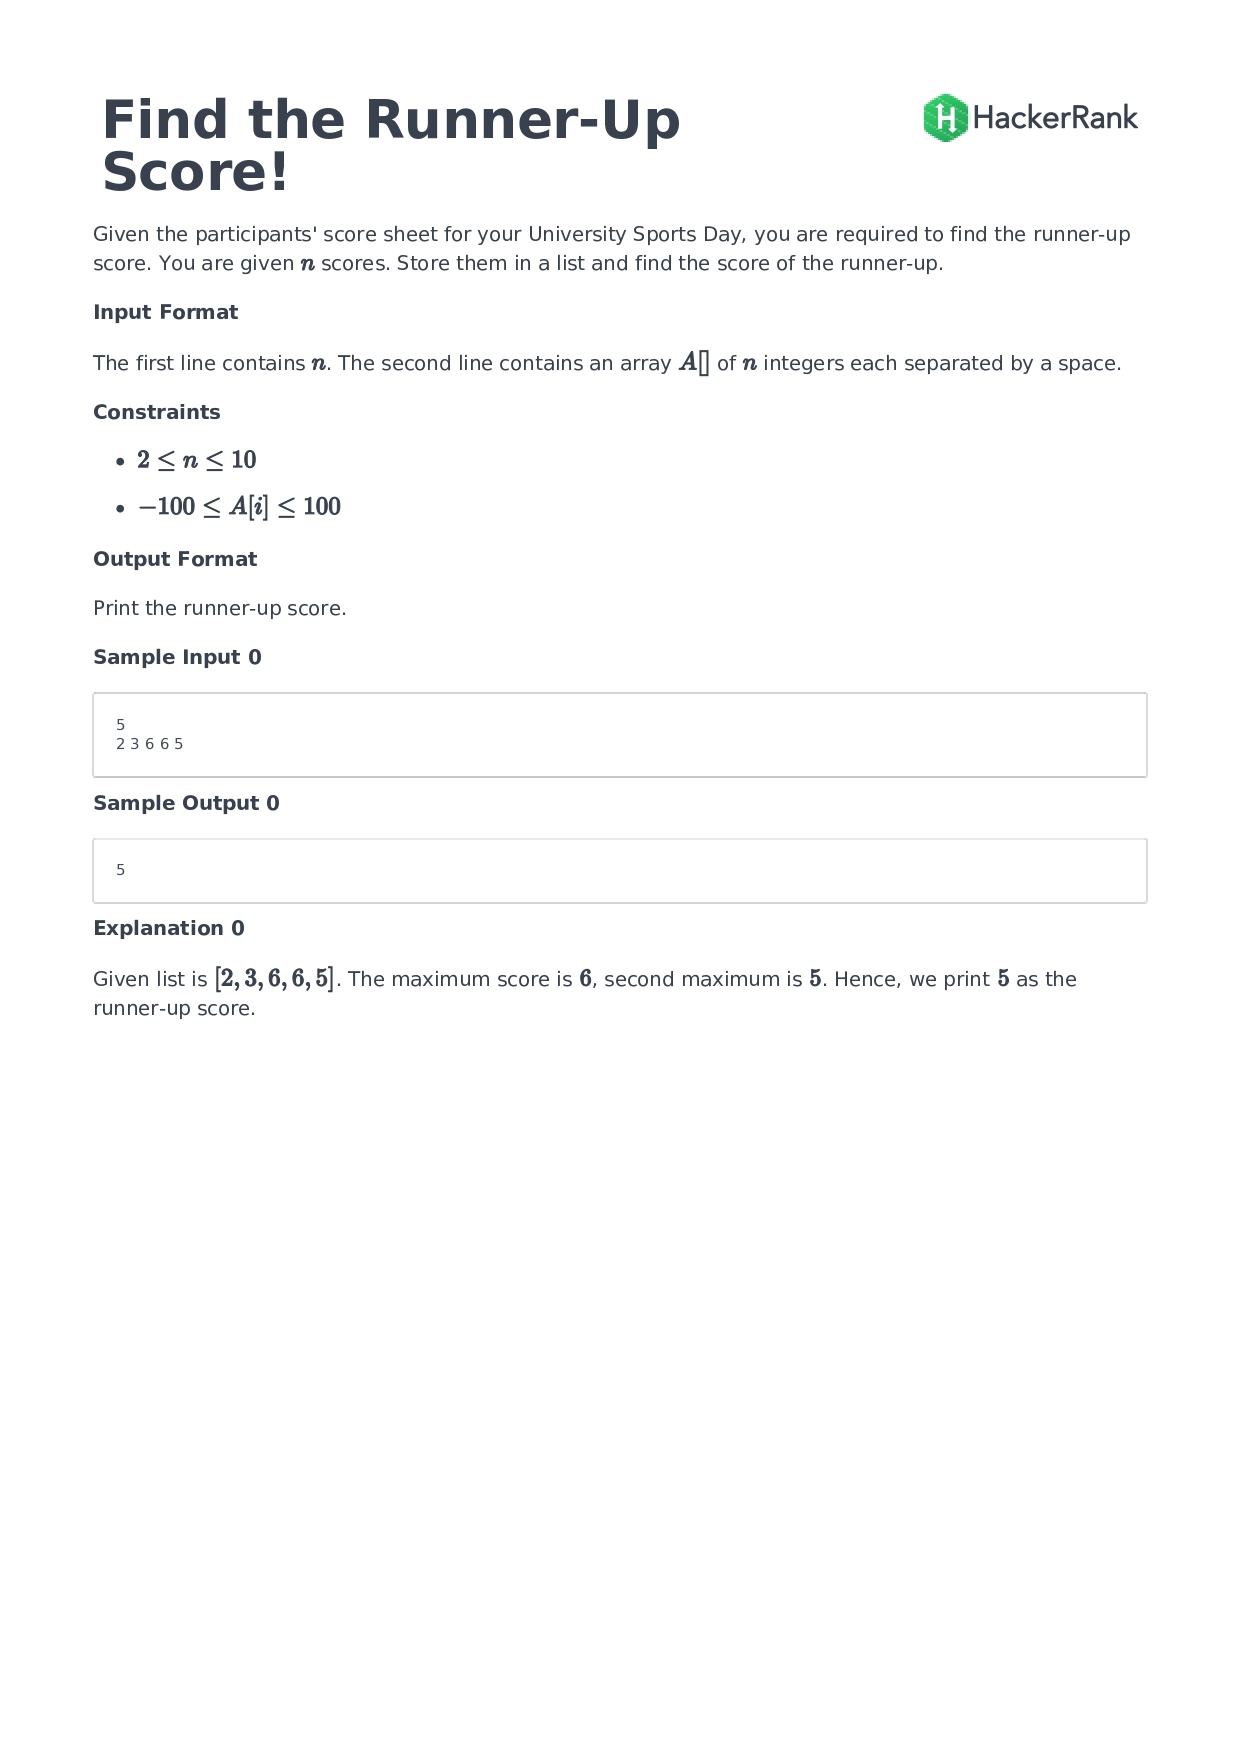 Find the Runner-Up
Score!
HackerRank
Given the participants' score sheet for your University Sports Day, you are required to find the runner-up
score. You are given n scores. Store them in a list and find the score of the runner-up.
Input Format
The first line contains n. The second line contains an array A[] of n integers each separated by a space.
Constraints
• 2 ≤ n ≤ 10
• −100 ≤ A[i] ≤ 100
Output Format
Print the runner-up score.
Sample Input 0
5
2 3 6 6 5
Sample Output 0
5
Explanation 0
Given list is [2, 3, 6, 6, 5]. The maximum score is 6, second maximum is 5. Hence, we print 5 as the
runner-up score.